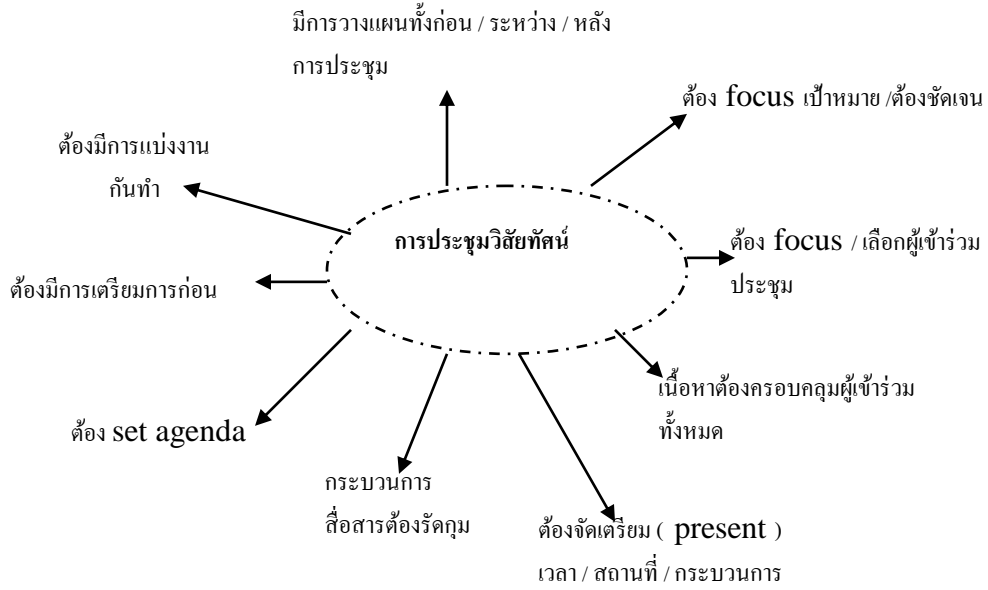 มีการวางแผนทั้งก่อน / ระหว่าง / หลัง
การประชุม
ต้อง focus เป้าหมาย /ต้องชัดเจน
ต้องมีการแบ่งงาน
กันทำ
การประชุมวิสัยทัศน์
ต้อง focus / เลือกผู้เข้าร่วม
ประชุม
ต้องมีการเตรียมการก่อน
เนื้อหาต้องครอบคลุมผู้เข้าร่วม
ทั้งหมด
ต้อง set agenda
กระบวนการ
สื่อสารต้องรัดกุม
ต้องจัดเตรียม ( present )
เวลา / สถานที่ / กระบวนการ